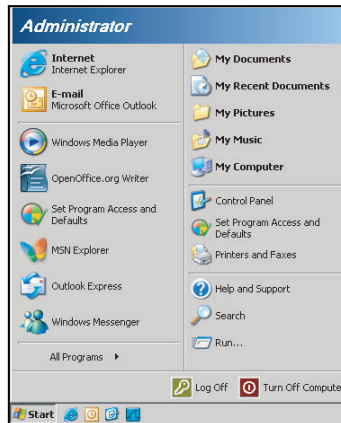 Administrator
Internet
Internet Explorer
E-mail
Microsoft Office Outlook
Windows Media Player
OpenOffice.org Writer
Set Program Access and
Defaults
MSN Explorer
Outlook Express
Windows Messenger
All Programs
My Documents
My Recent Documents
My Pictures
My Music
My Computer
Control Panel
Set Program Access and
Defaults
Printers and Faxes
Help and Support
Search
Run...
Log Off
Turn Off Compute
Start